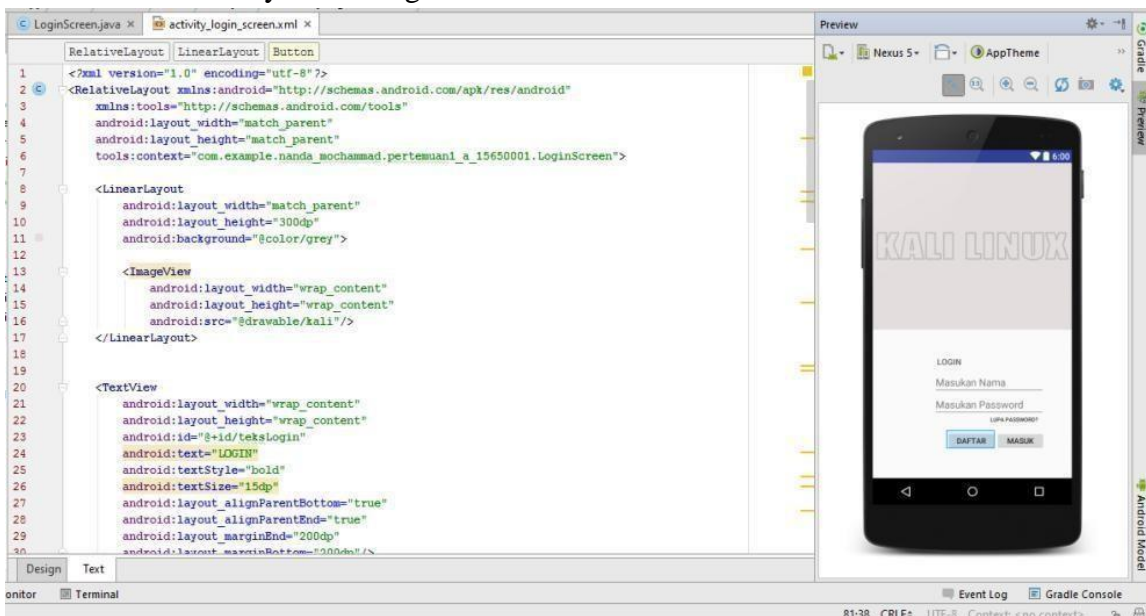 LoginScreen.java ×
activity_login_screen.xml ×
Preview
RelativeLayout LinearLayout Button
Nexus 5
AppTheme
Gradle
Preview
1 <?xml version="1.0" encoding="utf-8"?>
2 <RelativeLayout xmlns:android="http://schemas.android.com/apk/res/android"
3 xmlns:tools="http://schemas.android.com/tools"
4 android:layout_width="match_parent"
5 android:layout_height="match_parent"
6 tools:context="com.example.nanda_mochammad.pertemuan1_a_15650001.LoginScreen">
7
8 <LinearLayout
9 android:layout_width="match_parent"
10 android:layout_height="300dp"
11 android:background="@color/grey">
12
13 <ImageView
14 android:layout_width="wrap_content"
15 android:layout_height="wrap_content"
16 android:src="@drawable/kali"/>
17 </LinearLayout>
18
19
20 <TextView
21 android:layout_width="wrap_content"
22 android:layout_height="wrap_content"
23 android:id="@+id/teksLogin"
24 android:text="LOGIN"
25 android:textStyle="bold"
26 android:textSize="15dp"
27 android:layout_alignParentBottom="true"
28 android:layout_alignParentEnd="true"
29 android:layout_marginEnd="200dp"
30 android:layout_marginBottom="200dp"/>
6:00
KALI LINUX
LOGIN
Masukan Nama
Masukan Password
LUPA PASSWORD?
DAFTAR MASUK
Android Model
Design Text
onitor Terminal
Event Log Gradle Console
81:38 CRLF UTF-8 Context: <no context>